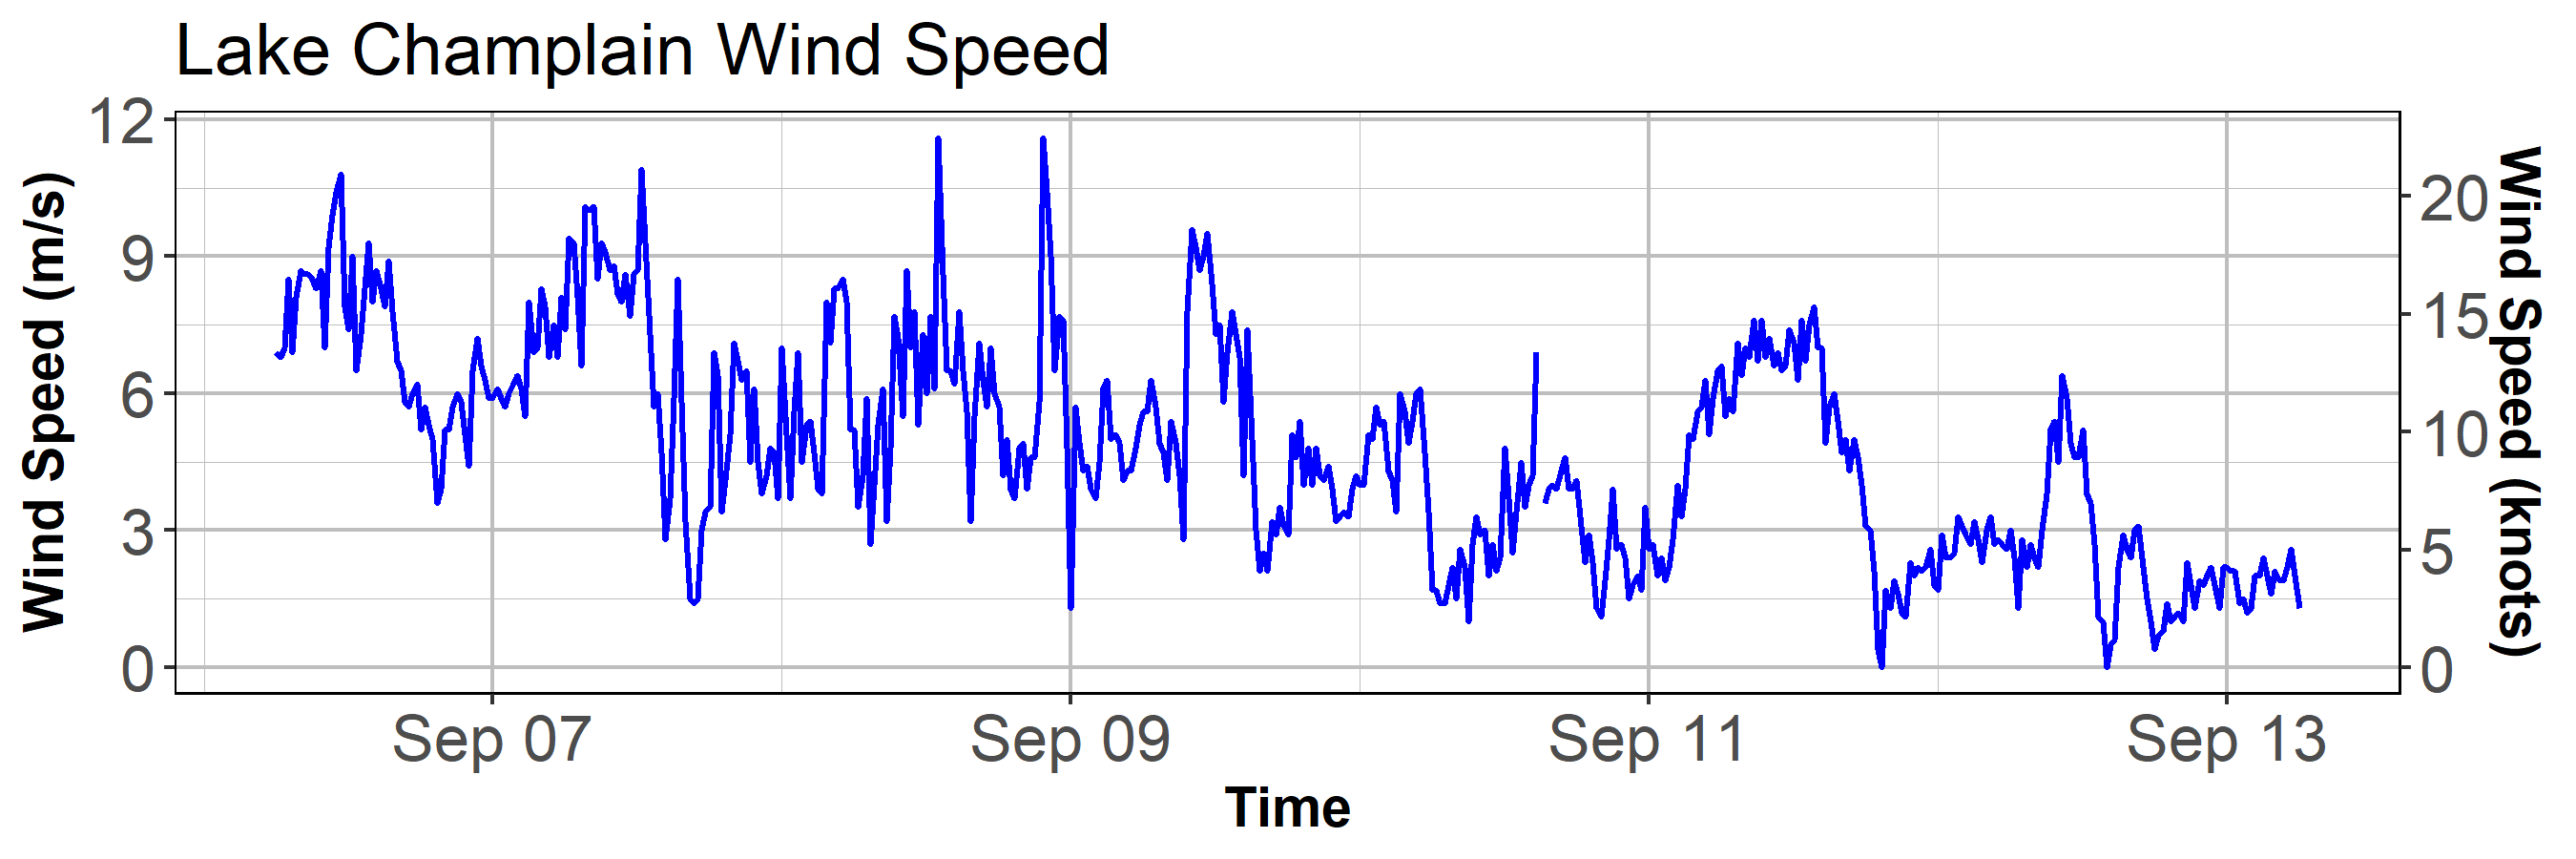 Lake Champlain Wind Speed
Wind Speed (m/s)
12
9
6
3
0
20
15
10
5
0
Wind Speed (knots)
Sep 07 Sep 09 Sep 11 Sep 13
Time